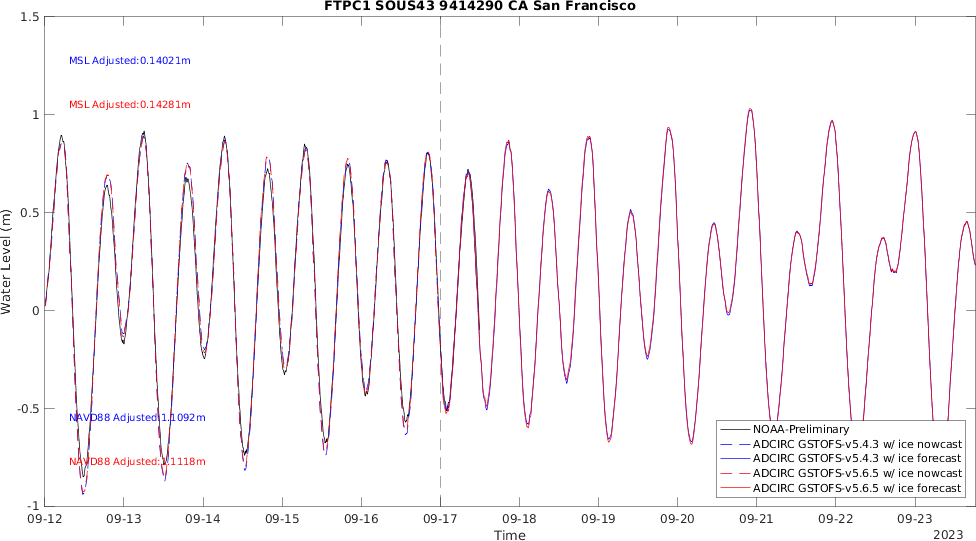 FTPC1 SOUS43 9414290 CA San Francisco
1.5
MSL Adjusted:0.14021m
MSL Adjusted:0.14281m
1
0.5
Water Level (m)
0
-0.5
NAVD88 Adjusted:1.1092m
NAVD88 Adjusted:1.1118m
-1
NOAA-Preliminary
ADCIRC GSTOFS-v5.4.3 w/ ice nowcast
ADCIRC GSTOFS-v5.4.3 w/ ice forecast
ADCIRC GSTOFS-v5.6.5 w/ ice nowcast
ADCIRC GSTOFS-v5.6.5 w/ ice forecast
09-12 09-13 09-14 09-15 09-16 09-17 09-18 09-19 09-20 09-21 09-22 09-23
Time
2023